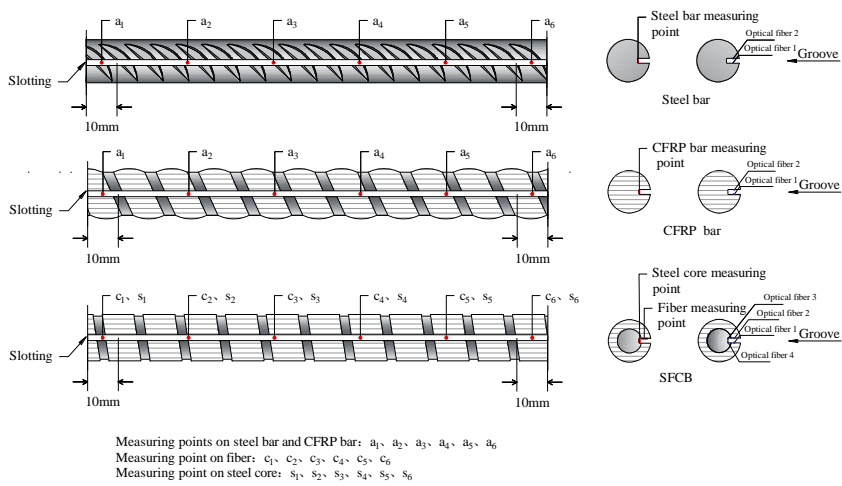 a₁ a₂ a₃ a₄ a₅ a₆
Slotting
10mm 10mm
Steel bar measuring
point
Optical fiber 2
Optical fiber 1
Groove
Steel bar
a₁ a₂ a₃ a₄ a₅ a₆
Slotting
10mm 10mm
CFRP bar measuring
point
Optical fiber 2
Optical fiber 1
Groove
CFRP bar
c₁、s₁ c₂、s₂ c₃、s₃ c₄、s₄ c₅、s₅ c₆、s₆
Slotting
10mm 10mm
Steel core measuring
point
Fiber measuring
point
Optical fiber 3
Optical fiber 2
Optical fiber 1
Optical fiber 4
Groove
SFCB
Measuring points on steel bar and CFRP bar: a₁、a₂、a₃、a₄、a₅、a₆
Measuring point on fiber: c₁、c₂、c₃、c₄、c₅、c₆
Measuring point on steel core: s₁、s₂、s₃、s₄、s₅、s₆